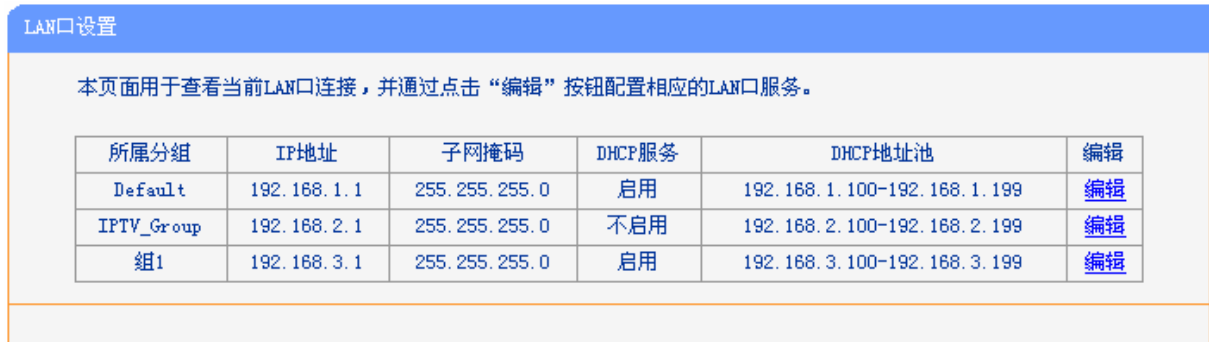 LAN口设置
本页面用于查看当前LAN口连接，并通过点击“编辑”按钮配置相应的LAN口服务。
所属分组 IP地址 子网掩码 DHCP服务 DHCP地址池 编辑
Default 192.168.1.1 255.255.255.0 启用 192.168.1.100-192.168.1.199 编辑
IPTV_Group 192.168.2.1 255.255.255.0 不启用 192.168.2.100-192.168.2.199 编辑
组1 192.168.3.1 255.255.255.0 启用 192.168.3.100-192.168.3.199 编辑